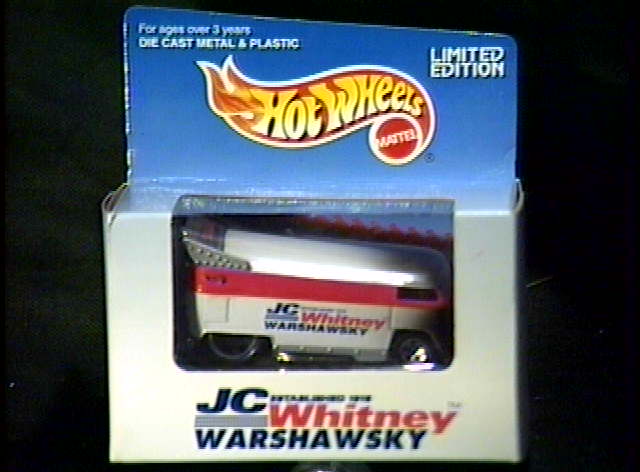 For ages over 3 years
DIE CAST METAL & PLASTIC
LIMITED
EDITION
HOT WHEELS
MATTEL
®
JC
Whitney
WARSHAWSKY
JC ESTABLISHED 1915
Whitney™
WARSHAWSKY